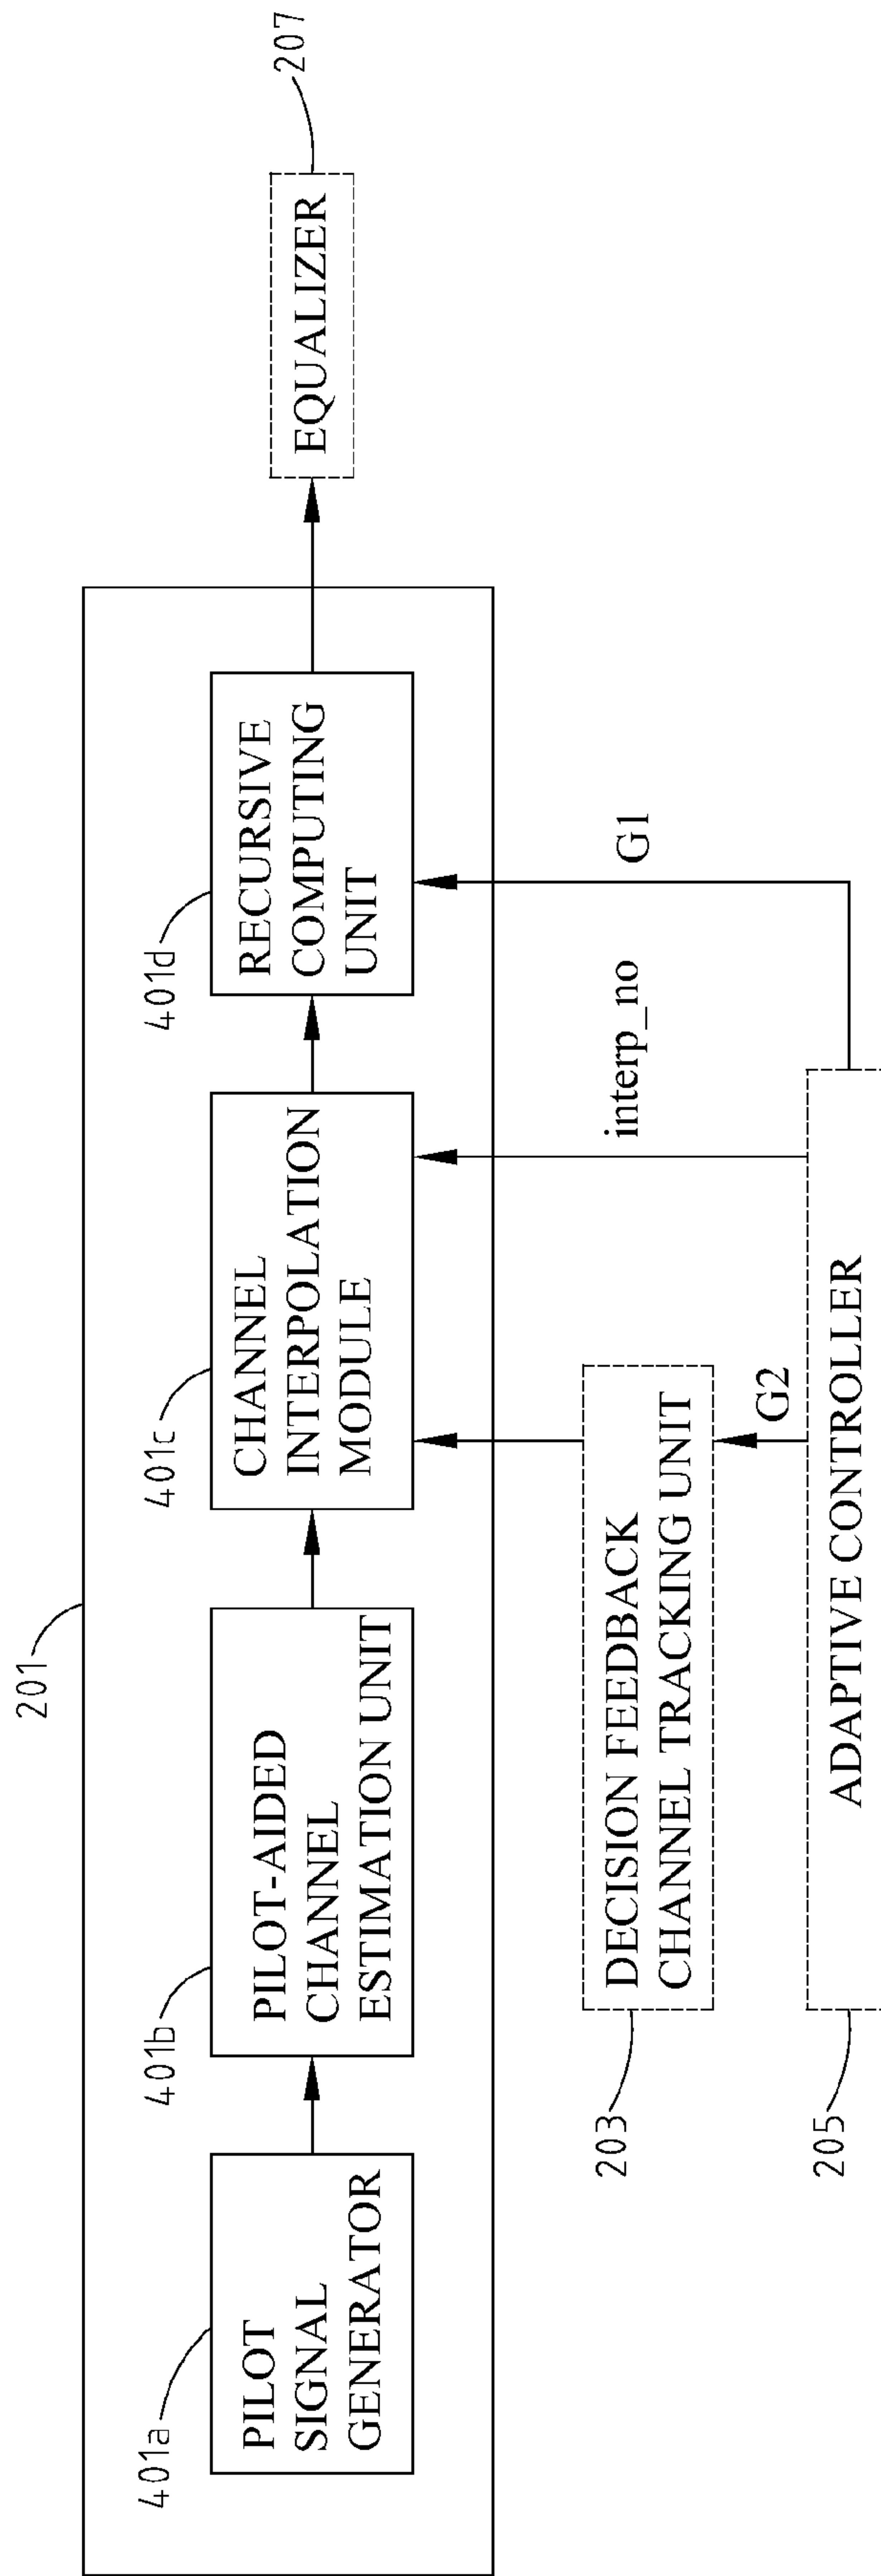 201
401a
PILOT
SIGNAL
GENERATOR
401b
PILOT-AIDED
CHANNEL
ESTIMATION UNIT
401c
CHANNEL
INTERPOLATION
MODULE
401d
RECURSIVE
COMPUTING
UNIT
EQUALIZER
207
203
DECISION FEEDBACK
CHANNEL TRACKING UNIT
G2
interp_no
G1
205
ADAPTIVE CONTROLLER